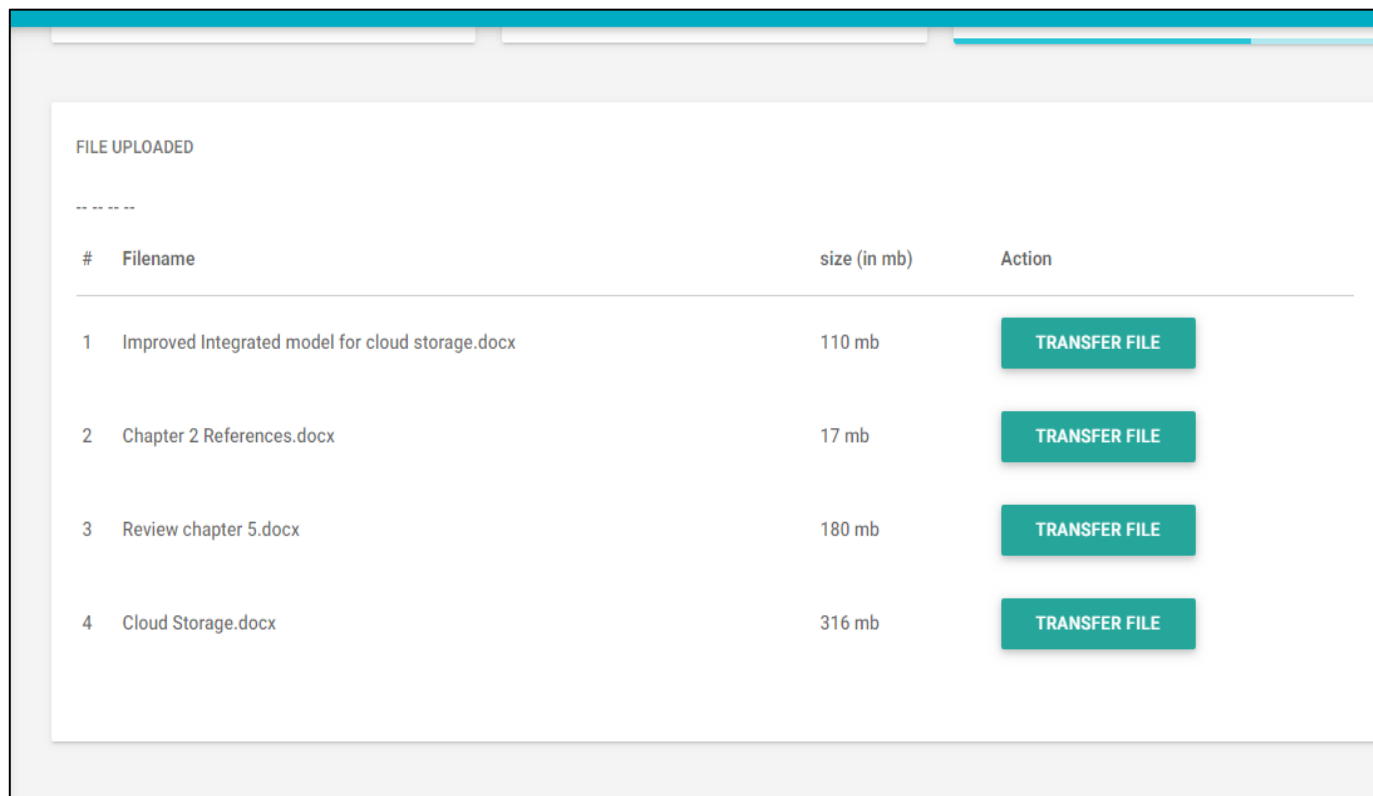 FILE UPLOADED
-- -- -- --
# Filename size (in mb) Action
1 Improved Integrated model for cloud storage.docx 110 mb TRANSFER FILE
2 Chapter 2 References.docx 17 mb TRANSFER FILE
3 Review chapter 5.docx 180 mb TRANSFER FILE
4 Cloud Storage.docx 316 mb TRANSFER FILE